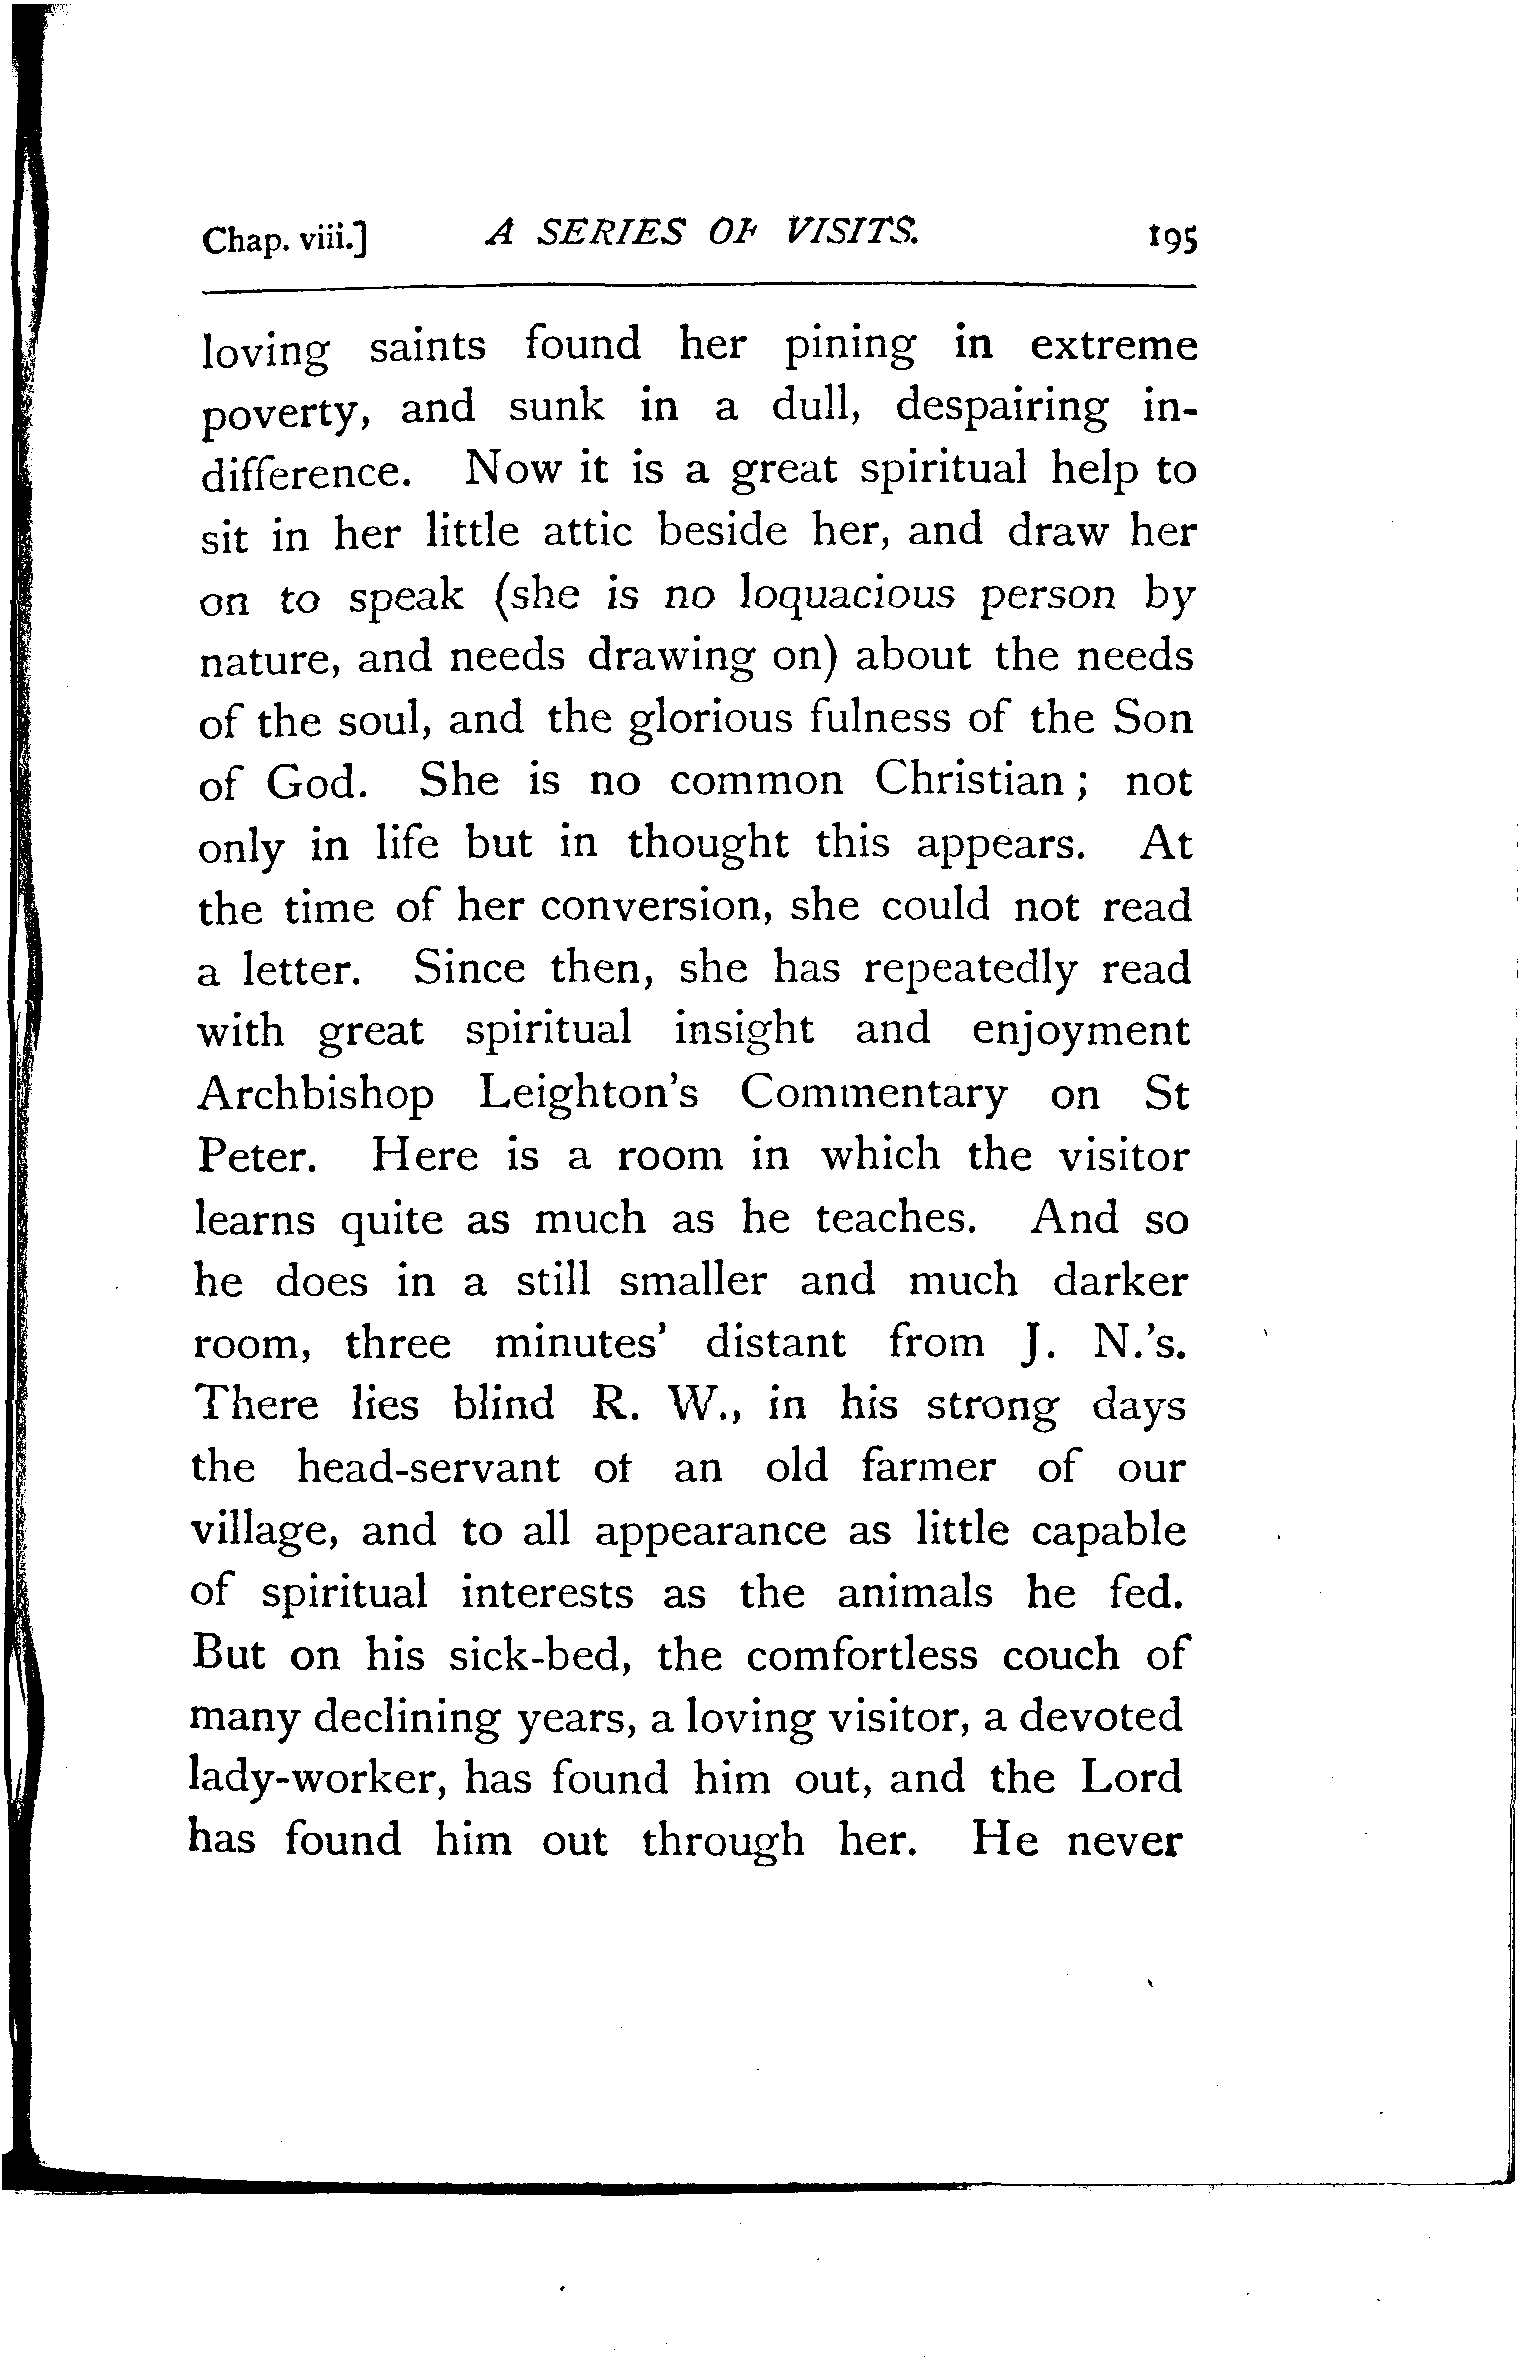 Chap. viii.] A SERIES OF VISITS. 195
loving saints found her pining in extreme
poverty, and sunk in a dull, despairing in-
difference. Now it is a great spiritual help to
sit in her little attic beside her, and draw her
on to speak (she is no loquacious person by
nature, and needs drawing on) about the needs
of the soul, and the glorious fulness of the Son
of God. She is no common Christian; not
only in life but in thought this appears. At
the time of her conversion, she could not read
a letter. Since then, she has repeatedly read
with great spiritual insight and enjoyment
Archbishop Leighton's Commentary on St
Peter. Here is a room in which the visitor
learns quite as much as he teaches. And so
he does in a still smaller and much darker
room, three minutes' distant from J. N.'s.
There lies blind R. W., in his strong days
the head-servant of an old farmer of our
village, and to all appearance as little capable
of spiritual interests as the animals he fed.
But on his sick-bed, the comfortless couch of
many declining years, a loving visitor, a devoted
lady-worker, has found him out, and the Lord
has found him out through her. He never